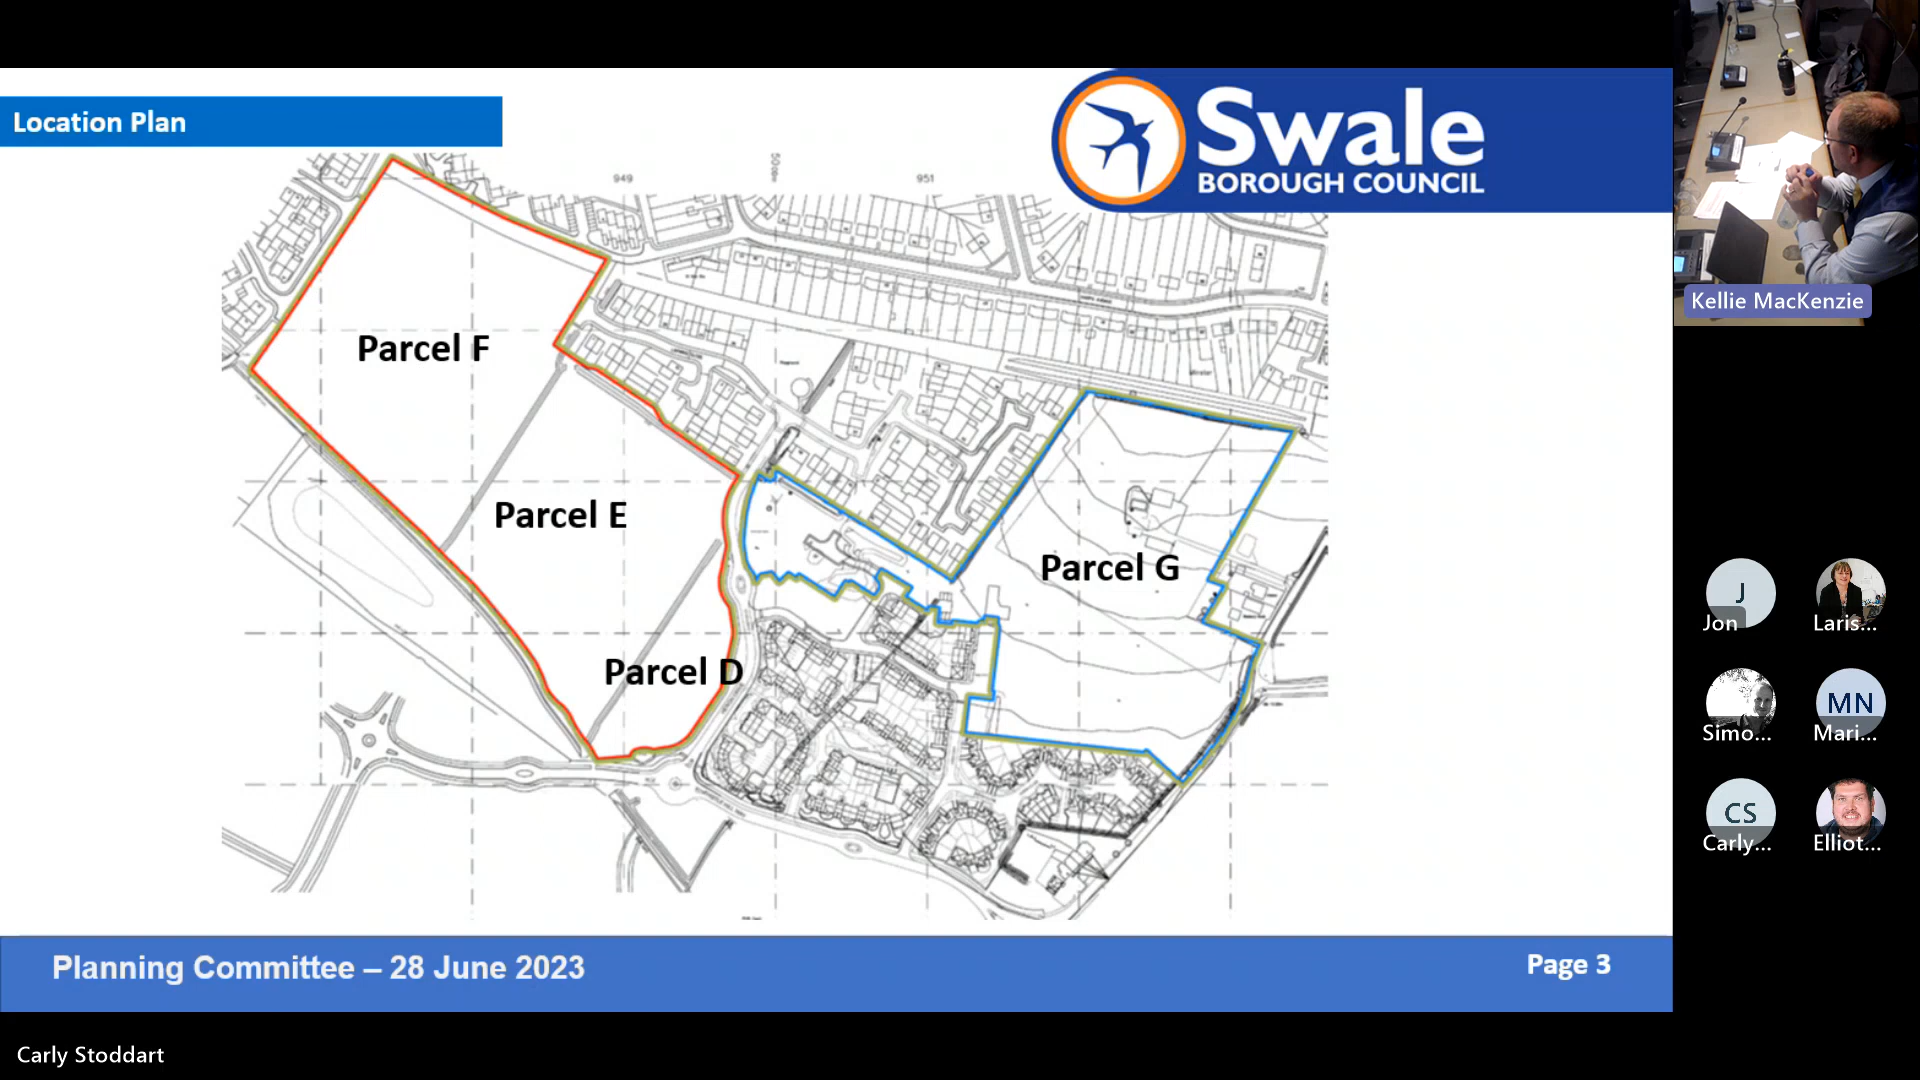 Location Plan
Swale
BOROUGH COUNCIL
949
951
Parcel F
Parcel E
Parcel D
Parcel G
Planning Committee – 28 June 2023
Page 3
Kellie MacKenzie
J
Jon
Laris...
Simo...
MN
Mari...
CS
Carly...
Elliot...
Carly Stoddart